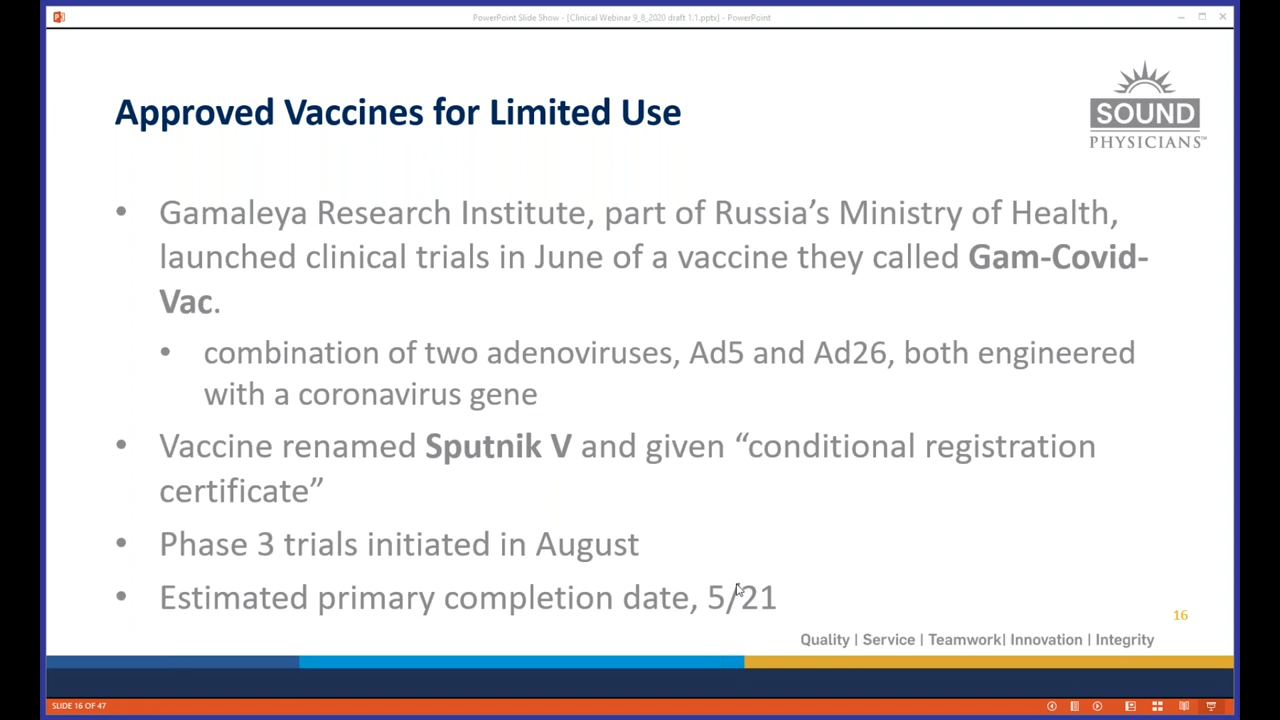 PowerPoint Slide Show - [Clinical Webinar 9_8_2020 draft 1.1.ppts] - PowerPoint
Approved Vaccines for Limited Use
SOUND
PHYSICIANS™
• Gamaleya Research Institute, part of Russia’s Ministry of Health,
launched clinical trials in June of a vaccine they called Gam-Covid-
Vac.
• combination of two adenoviruses, Ad5 and Ad26, both engineered
with a coronavirus gene
• Vaccine renamed Sputnik V and given “conditional registration
certificate”
• Phase 3 trials initiated in August
• Estimated primary completion date, 5/21
16
Quality | Service | Teamwork| Innovation | Integrity
SLIDE 16 OF 47